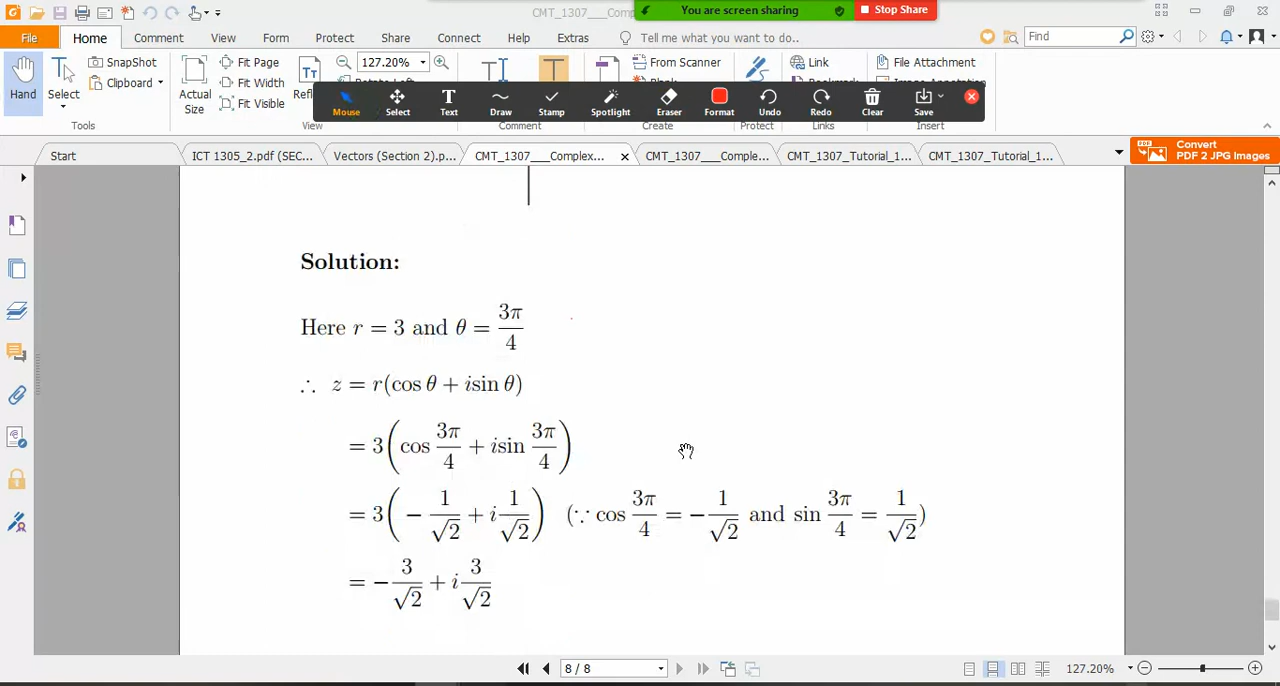 CMT_1307___Comple
You are screen sharing
Stop Share
File Home Comment View Form Protect Share Connect Help Extras Tell me what you want to do... Find
Hand
Select
SnapShot
Clipboard
Actual Size
Fit Page
Fit Width
Fit Visible
From Scanner
Link
File Attachment
Mouse Select Text Draw Stamp Spotlight Eraser Format Undo Redo Clear Save
Tools View Comment Create Protect Links Insert
Start ICT 1305_2.pdf (SEC... Vectors (Section 2).... CMT_1307___Complex... CMT_1307___Comple... CMT_1307_Tutorial_1... CMT_1307_Tutorial_1...
Convert
PDF 2 JPG Images
Solution:
Here r = 3 and θ = 3π/4
∴ z = r(cos θ + isin θ)
= 3(cos 3π/4 + isin 3π/4)
= 3(− 1/√2 + i 1/√2) (∵ cos 3π/4 = − 1/√2 and sin 3π/4 = 1/√2)
= − 3/√2 + i 3/√2
8 / 8
127.20%
127.20%